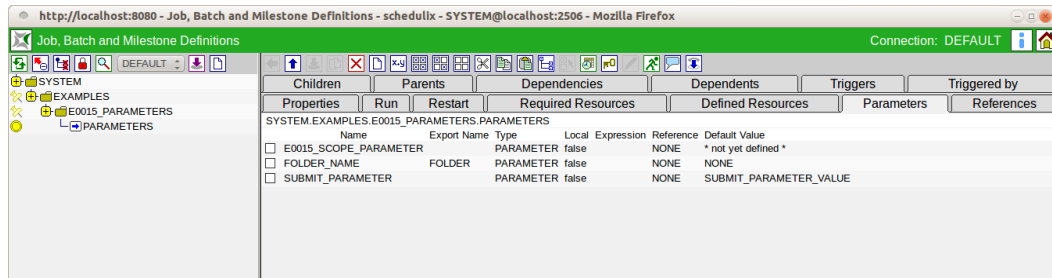 http://localhost:8080 - Job, Batch and Milestone Definitions - schedulix - SYSTEM@localhost:2506 - Mozilla Firefox
Job, Batch and Milestone Definitions Connection: DEFAULT
DEFAULT x,y
SYSTEM
EXAMPLES
E0015_PARAMETERS
PARAMETERS
Children Parents Dependencies Dependents Triggers Triggered by
Properties Run Restart Required Resources Defined Resources Parameters References
SYSTEM.EXAMPLES.E0015_PARAMETERS.PARAMETERS
Name Export Name Type Local Expression Reference Default Value
E0015_SCOPE_PARAMETER PARAMETER false NONE * not yet defined *
FOLDER_NAME FOLDER PARAMETER false NONE NONE
SUBMIT_PARAMETER PARAMETER false NONE SUBMIT_PARAMETER_VALUE